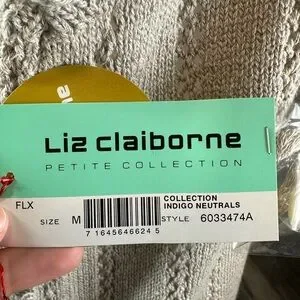 Liz claiborne
PETITE COLLECTION
FLX
COLLECTION
INDIGO NEUTRALS
SIZE M
STYLE 6033474A
7 16456 46624 5